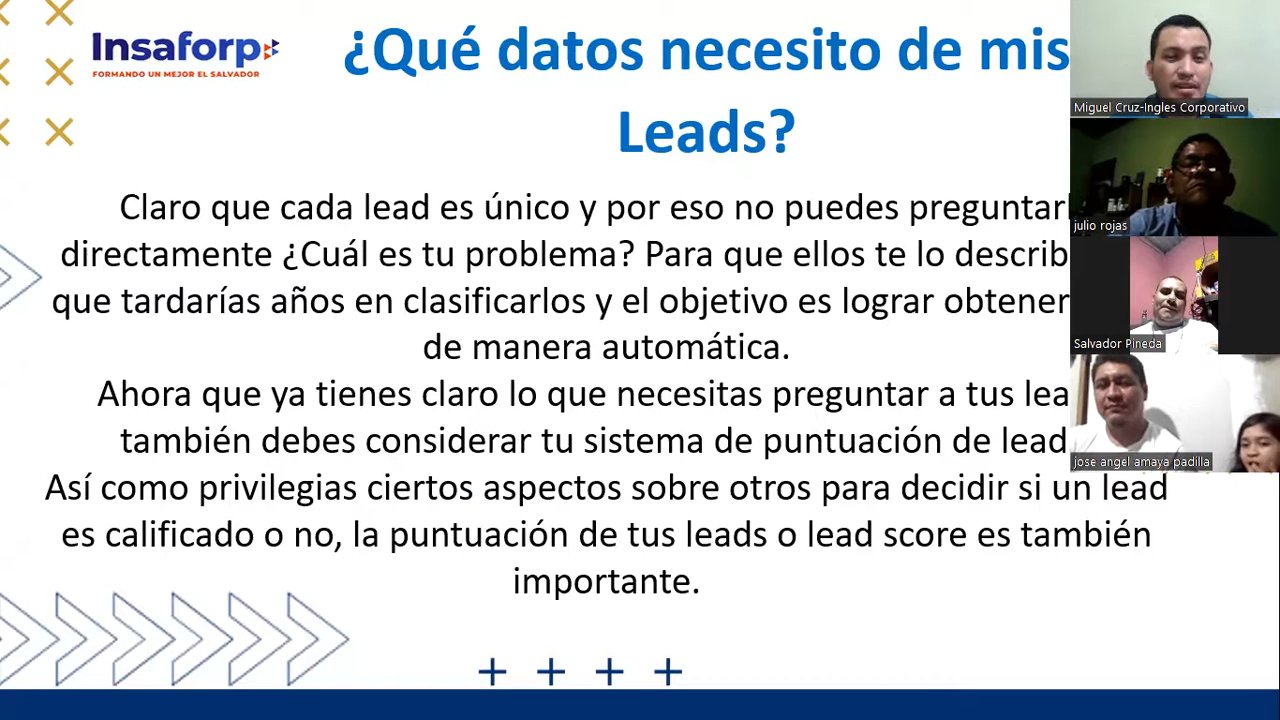 Insaforp
FORMANDO UN MEJOR EL SALVADOR
¿Qué datos necesito de mis
Leads?
Claro que cada lead es único y por eso no puedes
directamente ¿Cuál es tu problema? Para que ellos te lo
que tardarías años en clasificarlos y el objetivo es lograr obtener
de manera automática.
Ahora que ya tienes claro lo que necesitas preguntar a tus
también debes considerar tu sistema de puntuación de
Así como privilegias ciertos aspectos sobre otros para decidir si un lead
es calificado o no, la puntuación de tus leads o lead score es también
importante.
Miguel Cruz-Ingles Corporativo
julio rojas
Salvador Pineda
jose angel amaya padilla